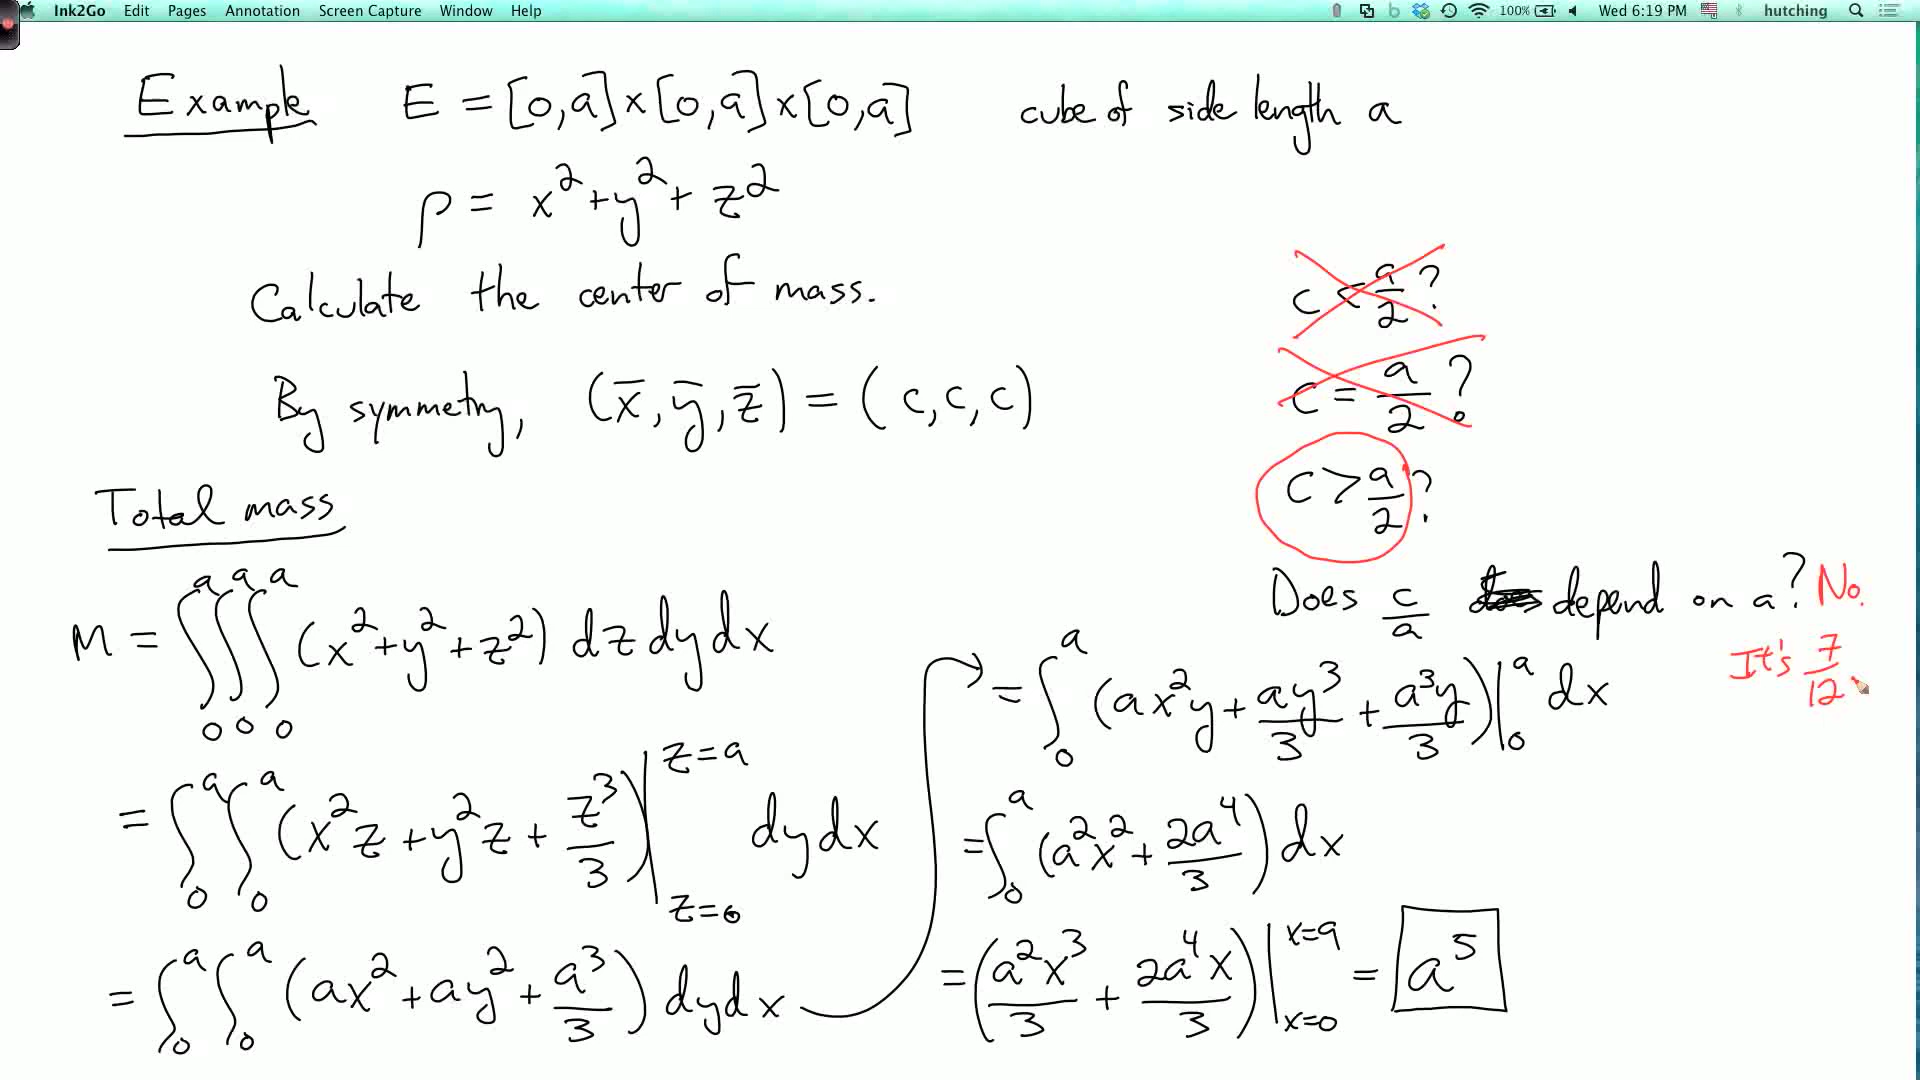 Ink2Go Edit Pages Annotation Screen Capture Window Help 100% Wed 6:19 PM hutching
Example E = [0,a]×[0,a]×[0,a] cube of side length a
ρ = x²+y²+z²
Calculate the center of mass.
By symmetry, (x̄, ȳ, z̄) = (c,c,c)
c < a/2 ?
c = a/2 ?
c > a/2 ?
Does c/a depend on a? No.
It's 7/12.
Total mass
M = ∫₀ᵃ∫₀ᵃ∫₀ᵃ (x²+y²+z²) dz dy dx
= ∫₀ᵃ∫₀ᵃ (x²z+y²z+z³/3)|_{z=0}^{z=a} dy dx
= ∫₀ᵃ∫₀ᵃ (ax²+ay²+a³/3) dy dx
= ∫₀ᵃ (ax²y+ay³/3+a³y/3)|₀ᵃ dx
= ∫₀ᵃ (a²x²+2a⁴/3) dx
= (a²x³/3+2a⁴x/3)|_{x=0}^{x=a} = a⁵